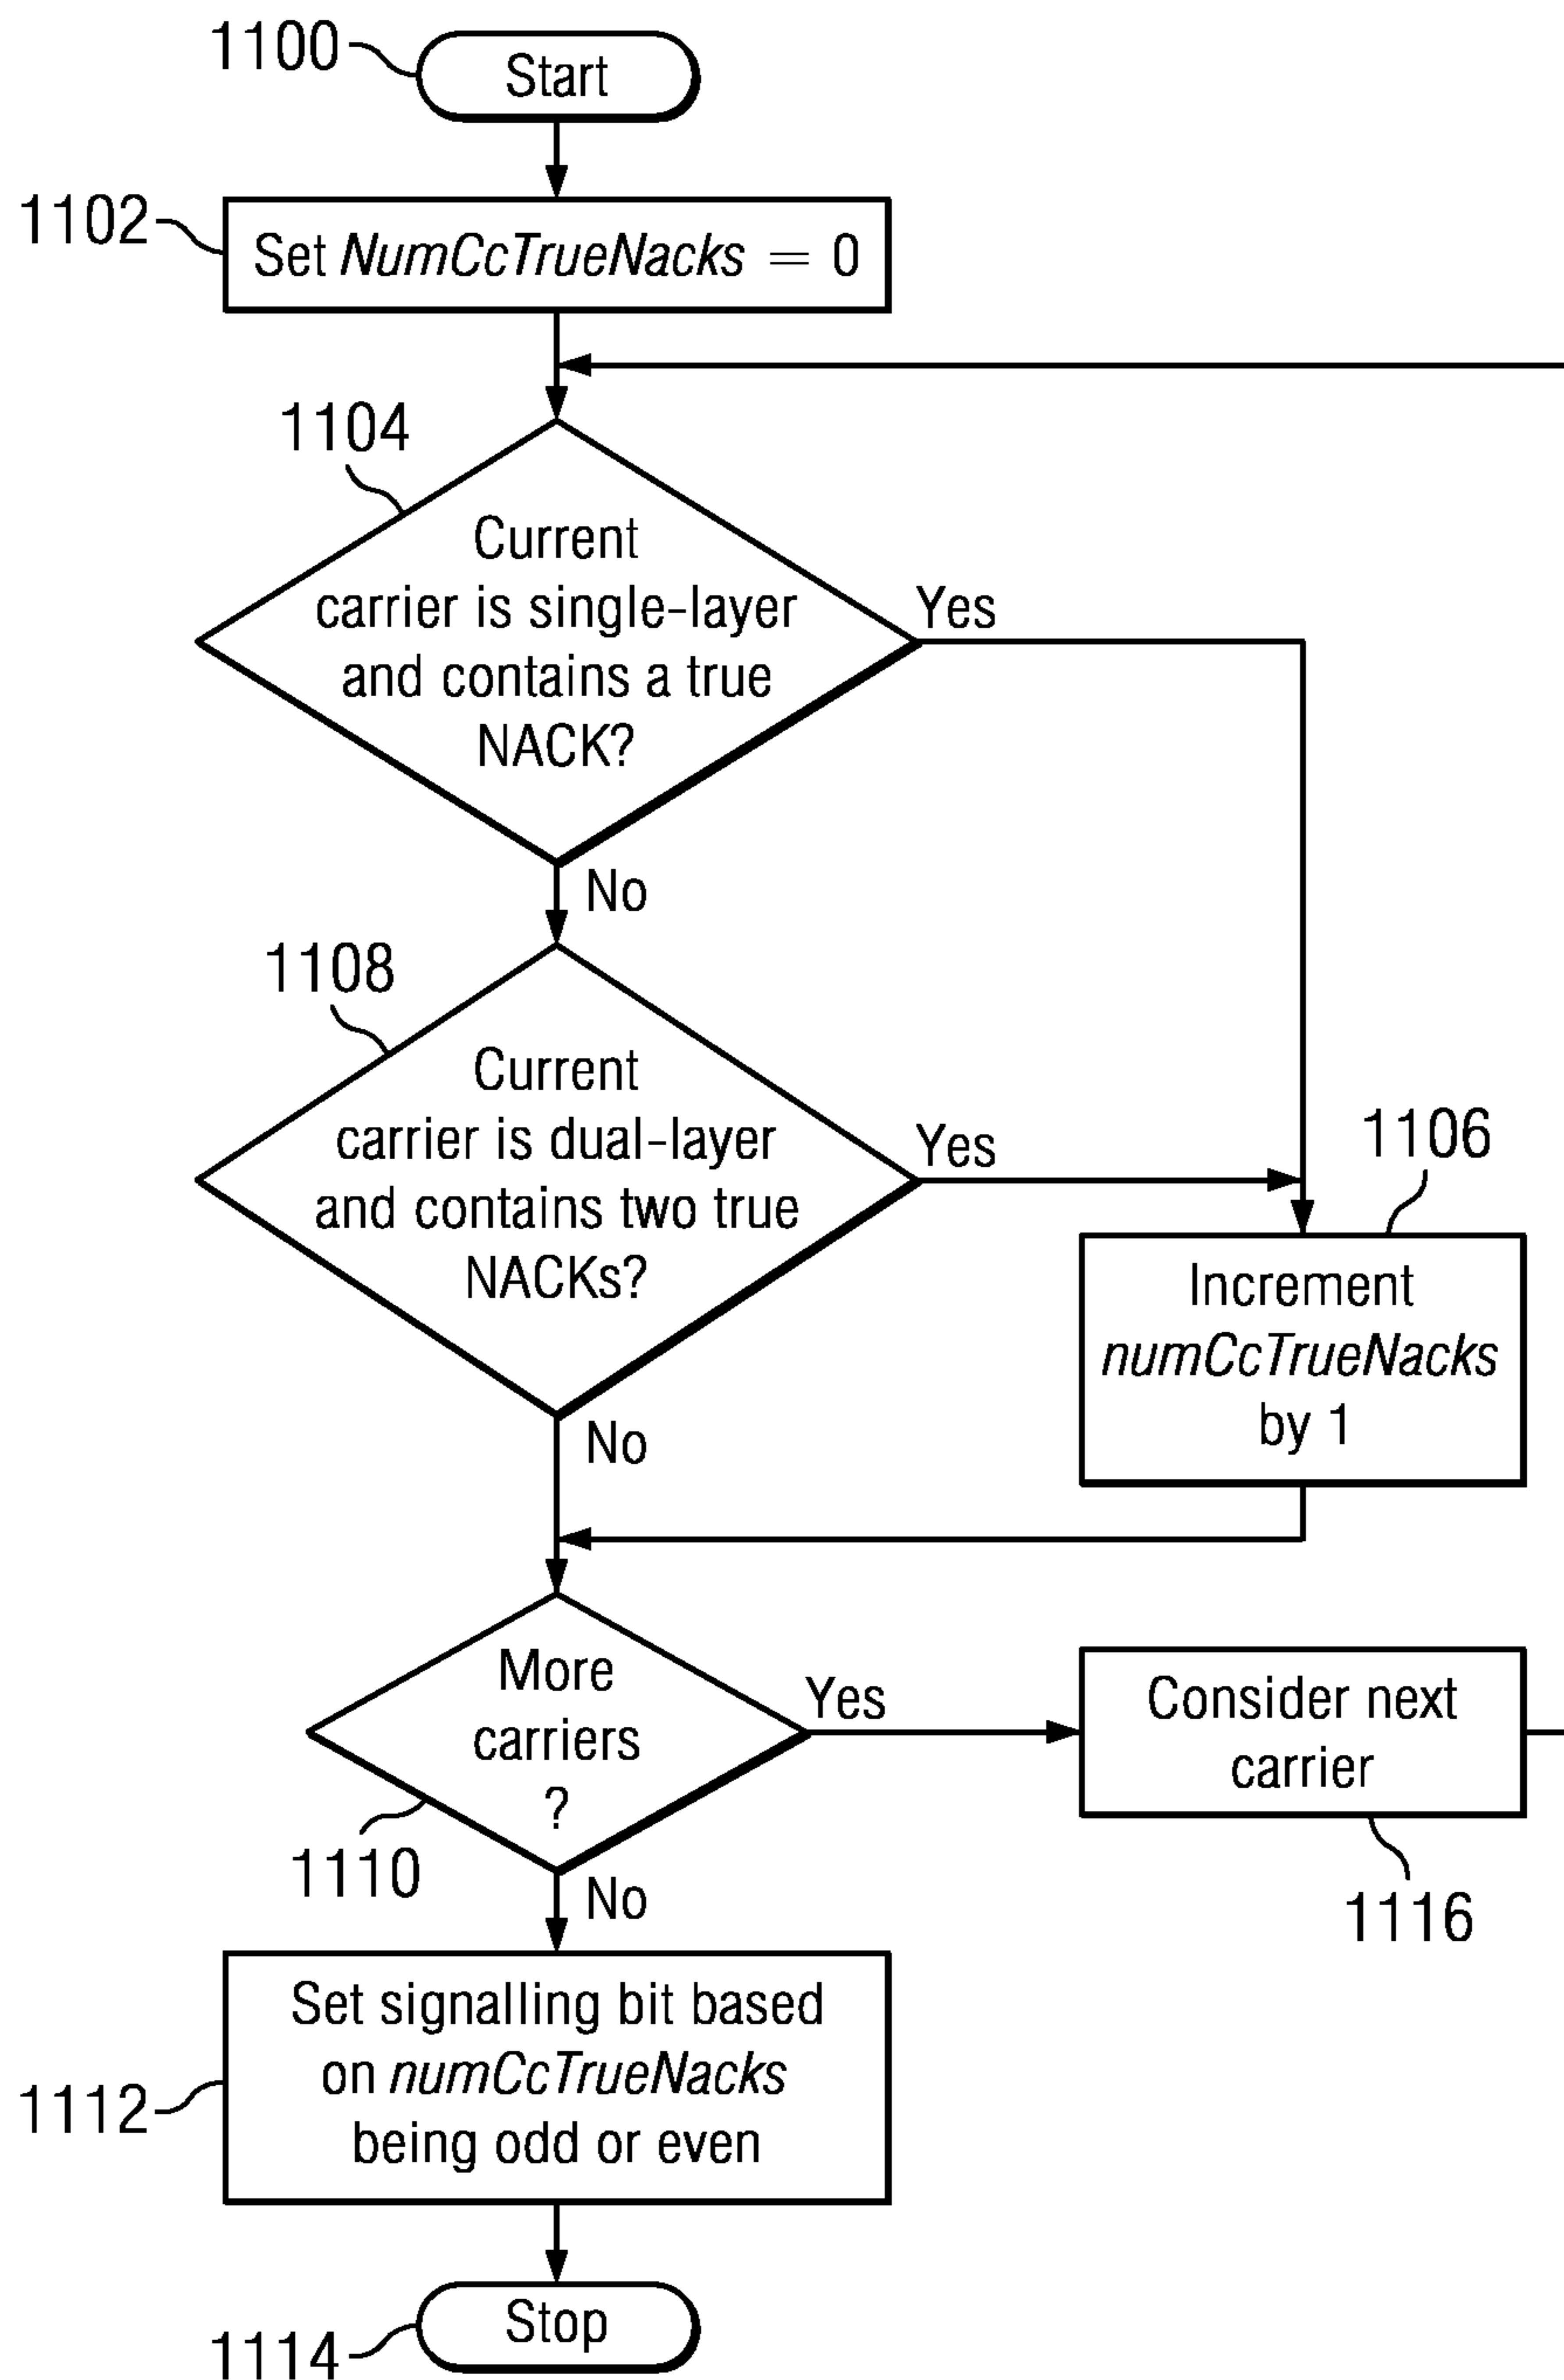 1100
Start
1102
Set NumCcTrueNacks = 0
1104
Current
carrier is single-layer
and contains a true
NACK?
Yes
No
1108
Current
carrier is dual-layer
and contains two true
NACKs?
Yes
1106
Increment
numCcTrueNacks
by 1
No
More
carriers
?
Yes
Consider next
carrier
1110
1116
No
Set signalling bit based
on numCcTrueNacks
being odd or even
1112
Stop
1114